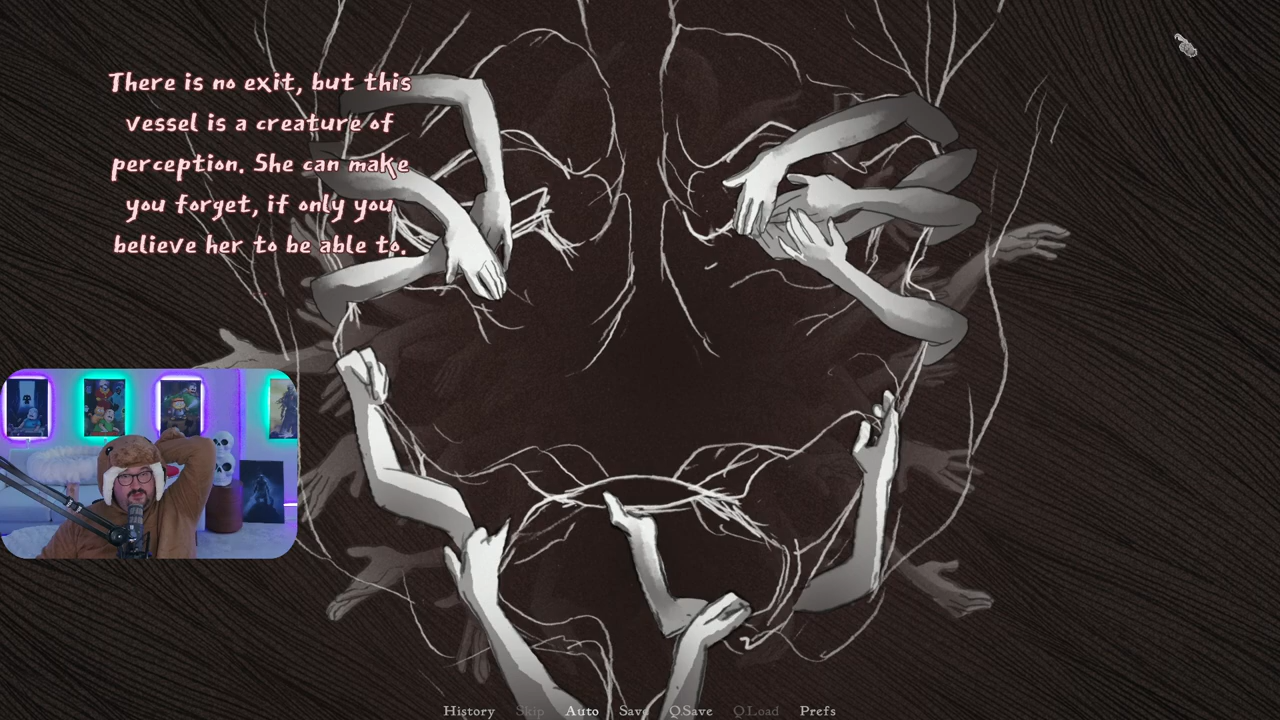 There is no exit, but this
vessel is a creature of
perception. She can make
you forget, if only you
believe her to be able to.
History Skip Auto Save Q.Save Q.Load Prefs